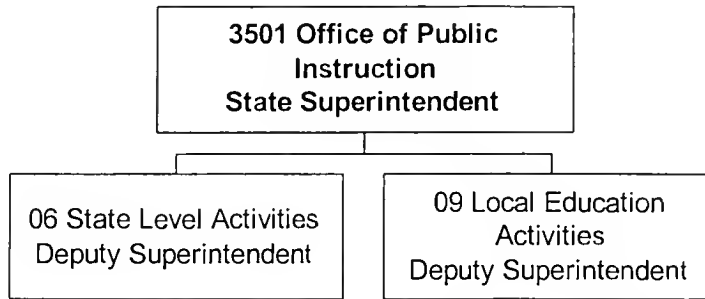 3501 Office of Public
Instruction
State Superintendent
06 State Level Activities
Deputy Superintendent
09 Local Education
Activities
Deputy Superintendent